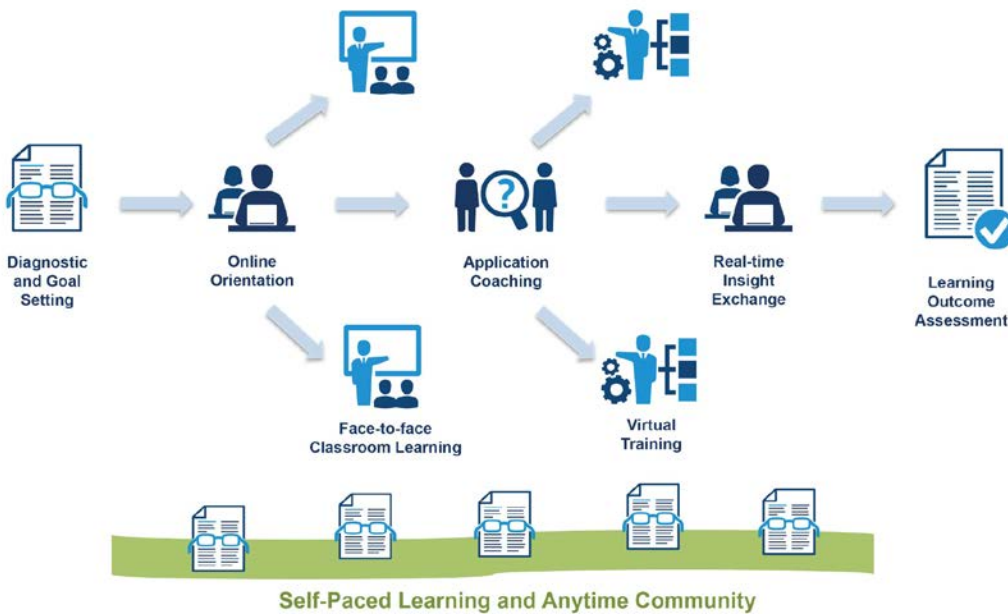 Diagnostic
and Goal
Setting
Online
Orientation
?
Application
Coaching
Real-time
Insight
Exchange
Learning
Outcome
Assessment
Face-to-face
Classroom Learning
Virtual
Training
Self-Paced Learning and Anytime Community